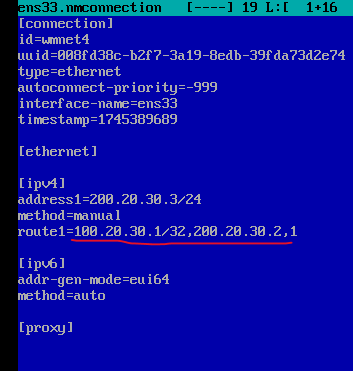 ens33.nmconnection [----] 19 L:[ 1+16
[connection]
id=wmnet4
uuid=008fd38c-b2f7-3a19-8edb-39fda73d2e74
type=ethernet
autoconnect-priority=-999
interface-name=ens33
timestamp=1745389689
[ethernet]
[ipv4]
address1=200.20.30.3/24
method=manual
route1=100.20.30.1/32,200.20.30.2,1
[ipv6]
addr-gen-mode=eui64
method=auto
[proxy]